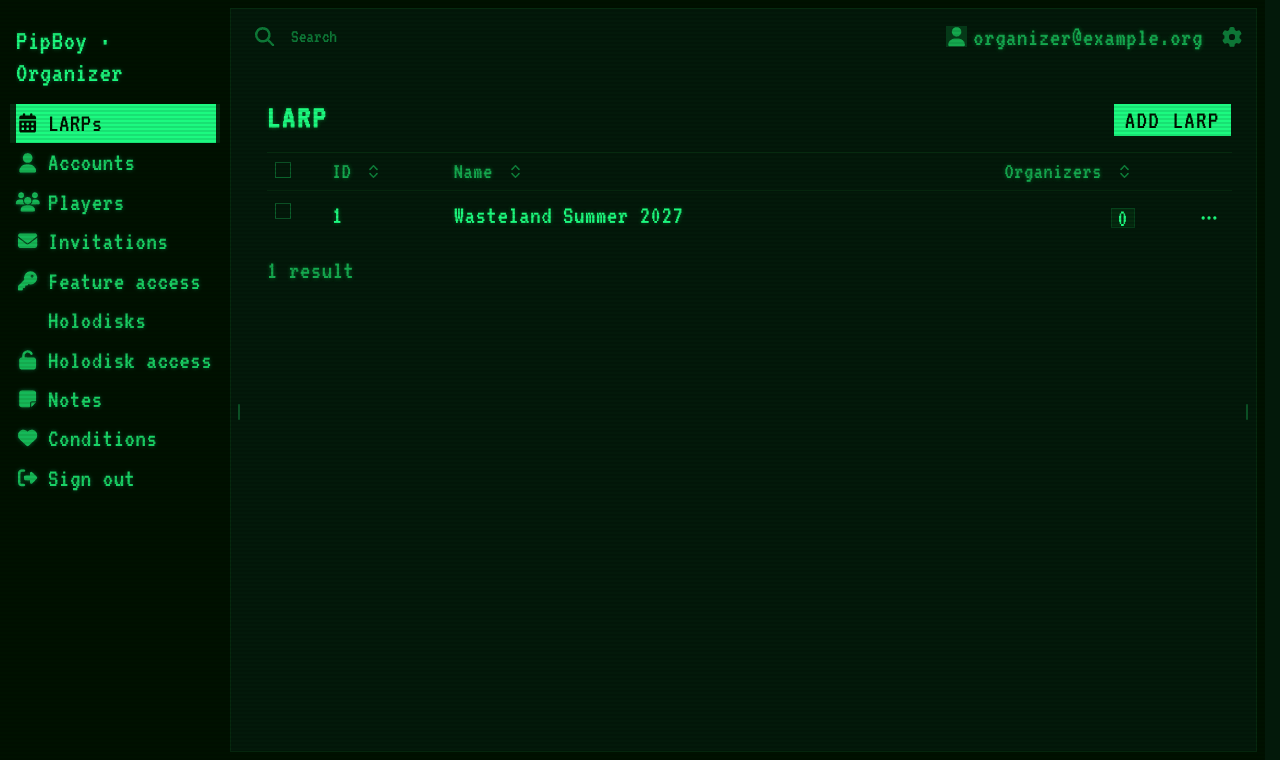 PipBoy ·
Organizer
LARPs
Accounts
Players
Invitations
Feature access
Holodisks
Holodisk access
Notes
Conditions
Sign out
Search
organizer@example.org
LARP
ADD LARP
ID Name Organizers
1 Wasteland Summer 2027 0
1 result